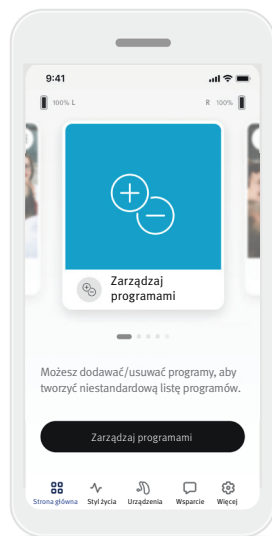 9:41
100% L
R 100%
Zarządzaj
programami
Możesz dodawać/usuwać programy, aby
tworzyć niestandardową listę programów.
Zarządzaj programami
Strona główna Styl życia Urządzenia Wsparcie Więcej